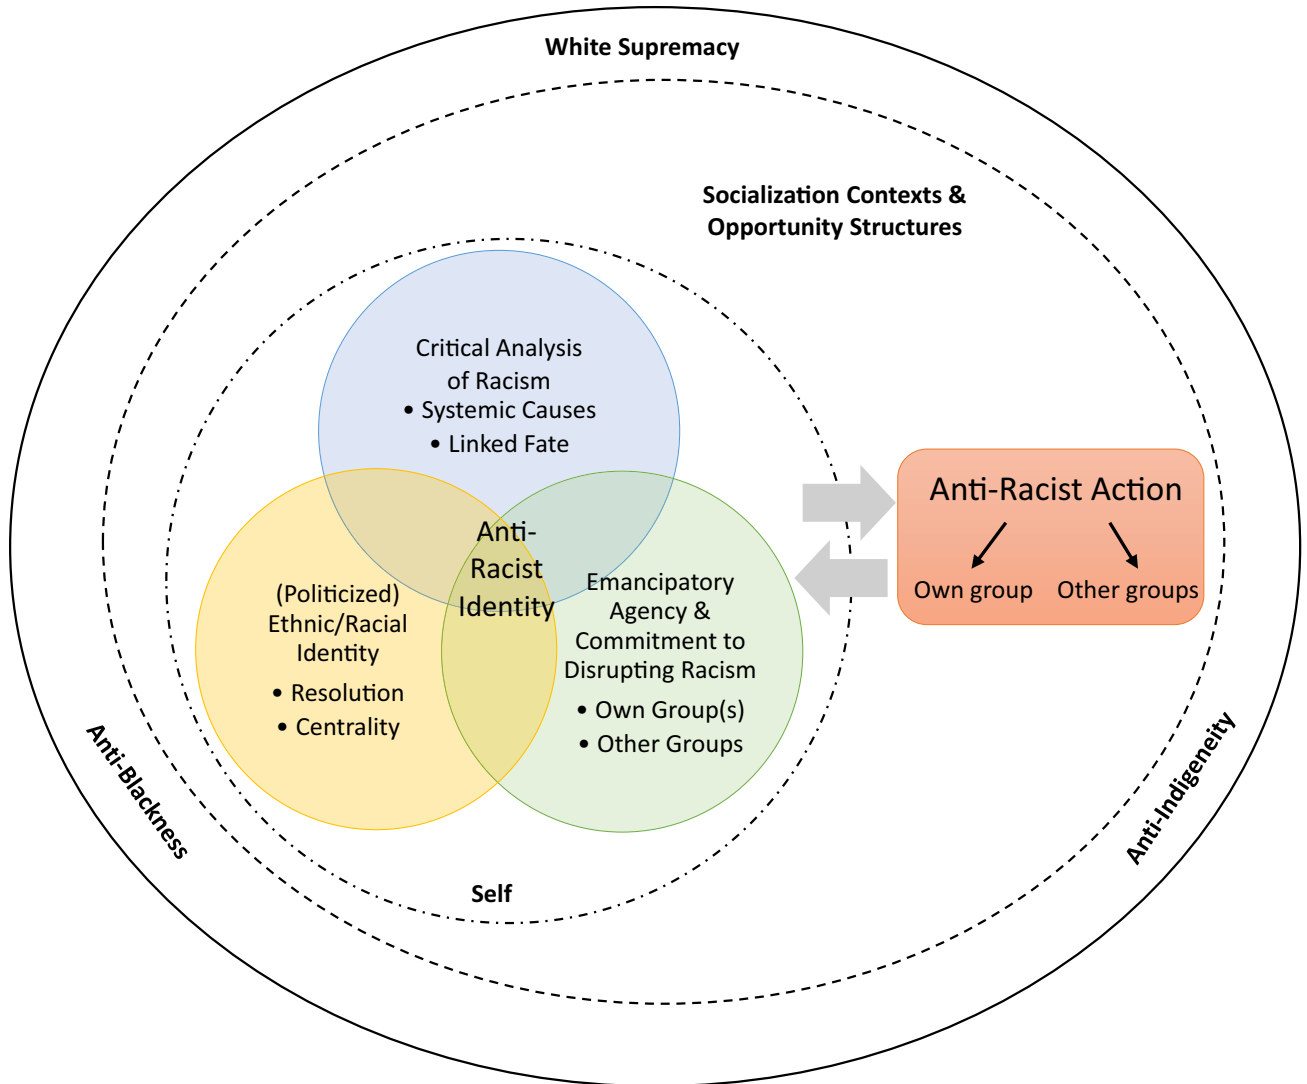 White Supremacy
Socialization Contexts &
Opportunity Structures
Critical Analysis
of Racism
• Systemic Causes
• Linked Fate
Anti-
Racist
Identity
(Politicized)
Ethnic/Racial
Identity
• Resolution
• Centrality
Emancipatory
Agency &
Commitment to
Disrupting Racism
• Own Group(s)
• Other Groups
Anti-Racist Action
Own group
Other groups
Self
Anti-Blackness
Anti-Indigeneity